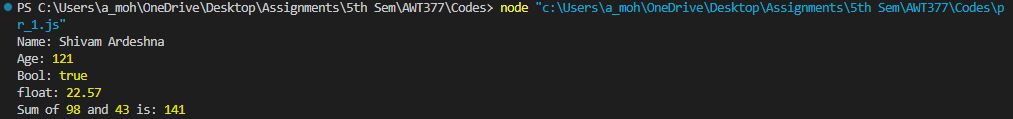 PS C:\Users\a_moh\OneDrive\Desktop\Assignments\5th Sem\AWT377\Codes> node "c:\Users\a_moh\OneDrive\Desktop\Assignments\5th Sem\AWT377\Codes\p
r_1.js"
Name: Shivam Ardeshna
Age: 121
Bool: true
float: 22.57
Sum of 98 and 43 is: 141